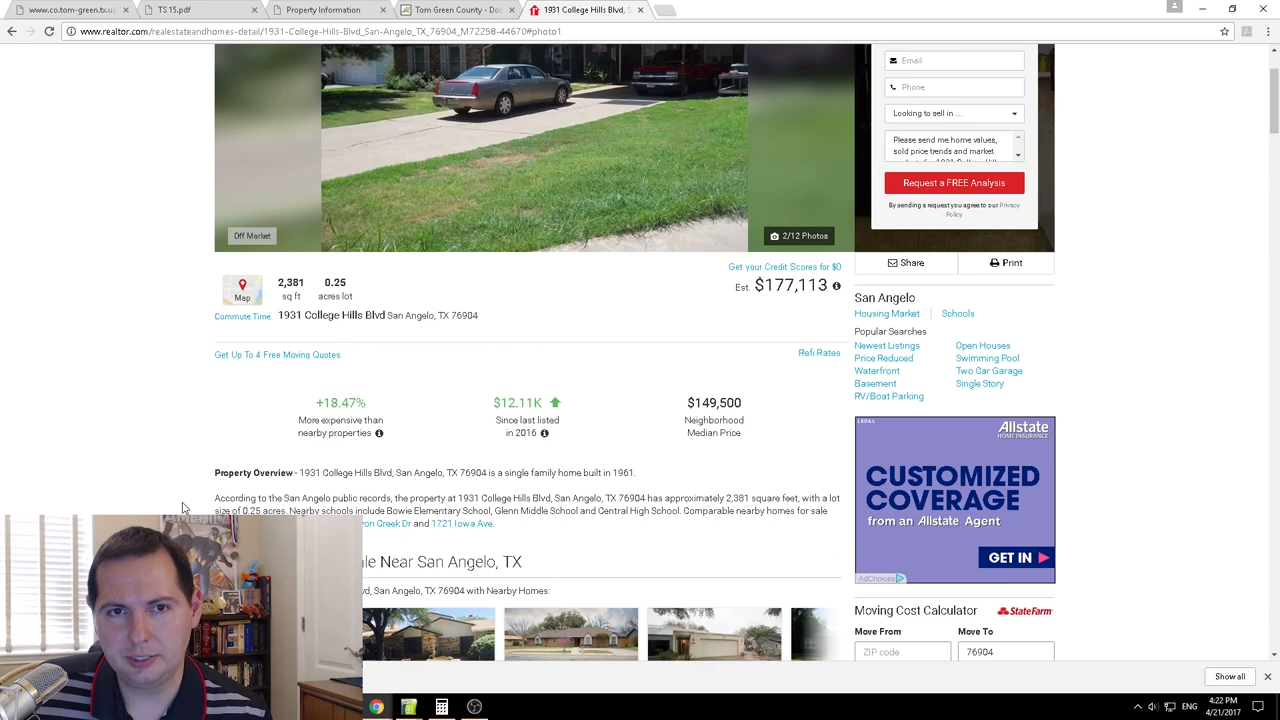 www.co.tom-green.tx.us
TS 15.pdf
Property Information
Tom Green County - Doc
1931 College Hills Blvd, S
www.realtor.com/realestateandhomes-detail/1931-College-Hills-Blvd_San-Angelo_TX_76904_M72258-44670#photo1
Email
Phone
Looking to sell in ...
Please send me home values,
sold price trends and market
Request a FREE Analysis
By sending a request you agree to our Privacy
Policy
Off Market
2/12 Photos
Share
Print
Map
2,381
sq ft
0.25
acres lot
Get your Credit Scores for $0
Est. $177,113
Commute Time
1931 College Hills Blvd San Angelo, TX 76904
San Angelo
Housing Market
Schools
Popular Searches
Newest Listings
Open Houses
Price Reduced
Swimming Pool
Waterfront
Two Car Garage
Basement
Single Story
RV/Boat Parking
Get Up To 4 Free Moving Quotes
Refi Rates
+18.47%
More expensive than
nearby properties
$12.11K
Since last listed
in 2016
$149,500
Neighborhood
Median Price
LEGAL
Allstate
HOME INSURANCE
CUSTOMIZED
COVERAGE
from an Allstate Agent
GET IN
AdChoices
Property Overview - 1931 College Hills Blvd, San Angelo, TX 76904 is a single family home built in 1961.
According to the San Angelo public records, the property at 1931 College Hills Blvd, San Angelo, TX 76904 has approximately 2,381 square feet, with a lot
size of 0.25 acres. Nearby schools include Bowie Elementary School, Glenn Middle School and Central High School. Comparable nearby homes for sale
Creek Dr and 1721 Iowa Ave.
Near San Angelo, TX
San Angelo, TX 76904 with Nearby Homes:
Moving Cost Calculator
StateFarm
Move From
Move To
ZIP code
76904
Show all
ENG
4:22 PM
4/21/2017